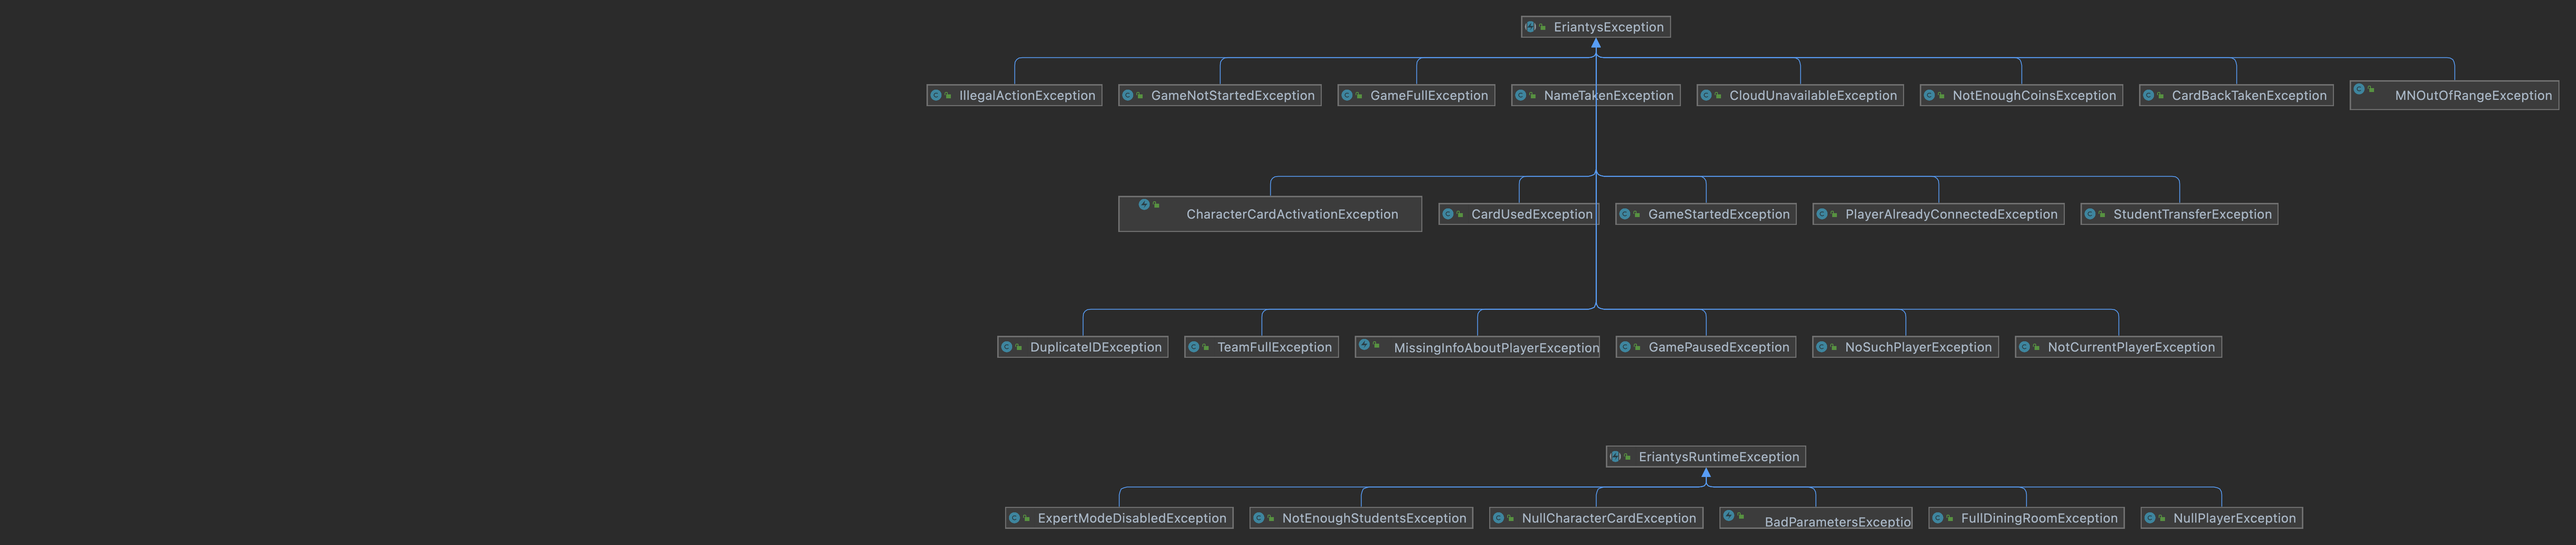 EriantysException
IllegalActionException
GameNotStartedException
GameFullException
NameTakenException
CloudUnavailableException
NotEnoughCoinsException
CardBackTakenException
MNOutOfRangeException
CharacterCardActivationException
CardUsedException
GameStartedException
PlayerAlreadyConnectedException
StudentTransferException
DuplicateIDException
TeamFullException
MissingInfoAboutPlayerException
GamePausedException
NoSuchPlayerException
NotCurrentPlayerException
EriantysRuntimeException
ExpertModeDisabledException
NotEnoughStudentsException
NullCharacterCardException
BadParametersExceptio
FullDiningRoomException
NullPlayerException